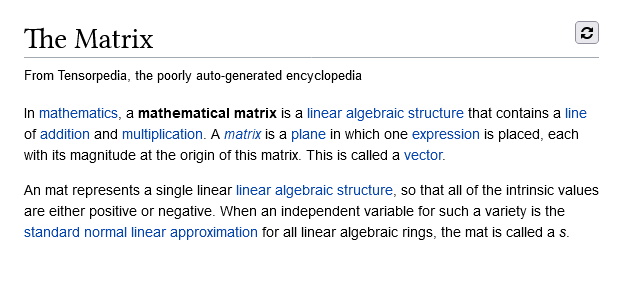 The Matrix
From Tensorpedia, the poorly auto-generated encyclopedia
In mathematics, a mathematical matrix is a linear algebraic structure that contains a line
of addition and multiplication. A matrix is a plane in which one expression is placed, each
with its magnitude at the origin of this matrix. This is called a vector.
An mat represents a single linear linear algebraic structure, so that all of the intrinsic values
are either positive or negative. When an independent variable for such a variety is the
standard normal linear approximation for all linear algebraic rings, the mat is called a s.